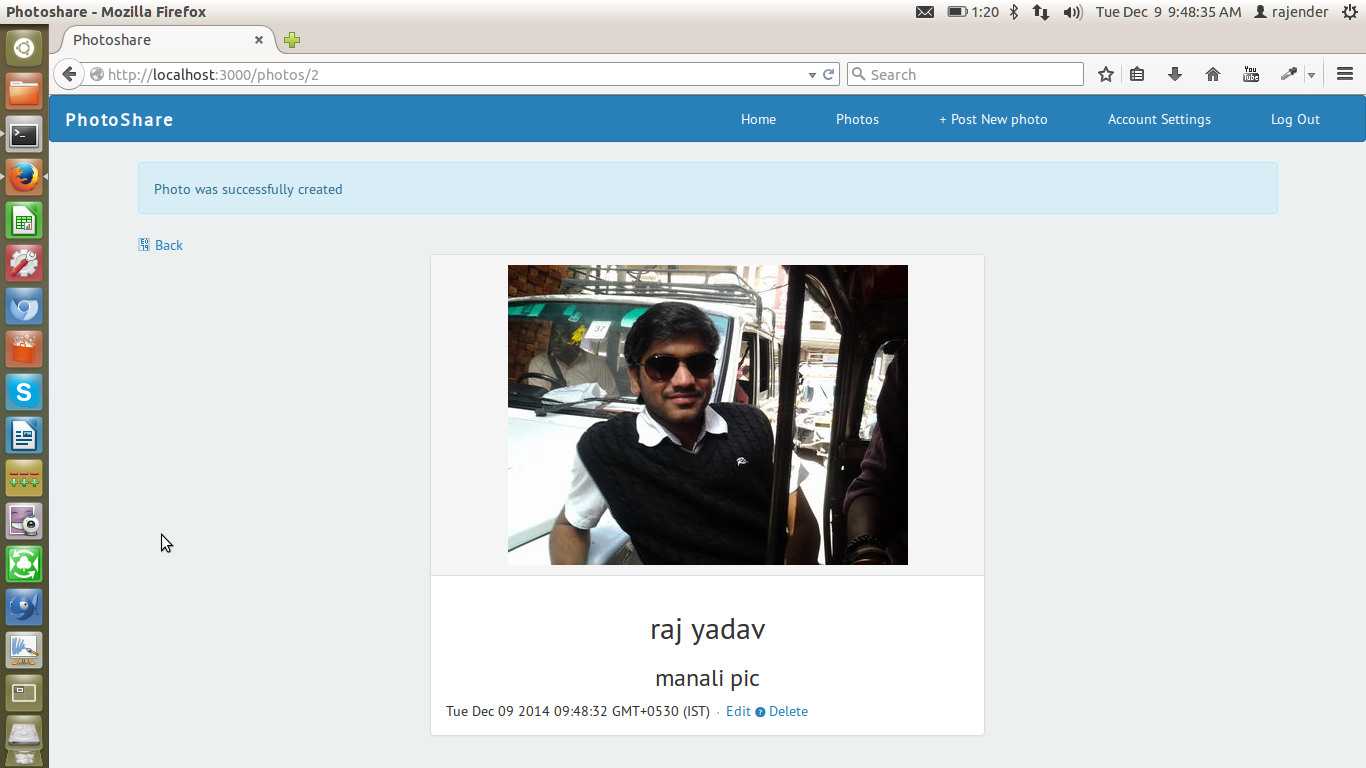 Photoshare - Mozilla Firefox
1:20
Tue Dec 9 9:48:35 AM
rajender
Photoshare
http://localhost:3000/photos/2
Search
You Tube
PhotoShare
Home
Photos
+ Post New photo
Account Settings
Log Out
Photo was successfully created
Back
37
raj yadav
manali pic
Tue Dec 09 2014 09:48:32 GMT+0530 (IST) · Edit Delete